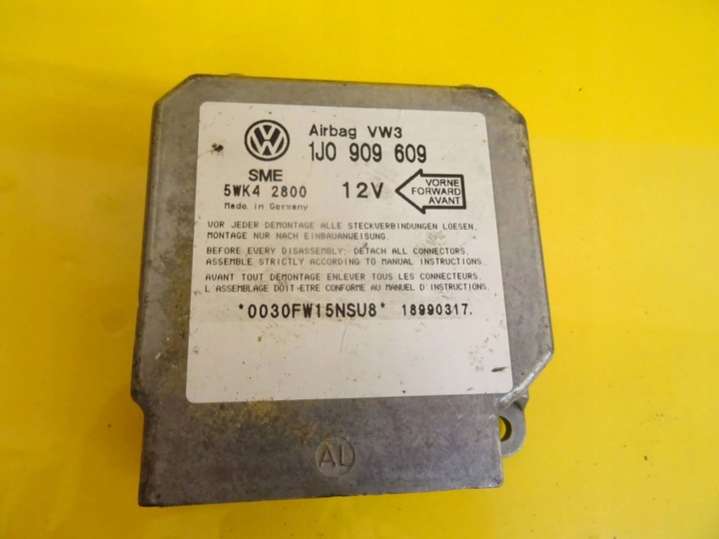 Airbag VW3
1J0 909 609
SME
5WK4 2800
12V
VORNE
FORWARD
AVANT
Made in Germany
VOR JEDER DEMONTAGE ALLE STECKVERBINDUNGEN LOESEN.
MONTAGE NUR NACH EINBAUANWEISUNG.
BEFORE EVERY DISASSEMBLY: DETACH ALL CONNECTORS.
ASSEMBLE STRICTLY ACCORDING TO MANUAL INSTRUCTIONS.
AVANT TOUT DEMONTAGE ENLEVER TOUS LES CONNECTEURS.
L ASSEMBLAGE DOIT-ETRE CONFORME AU MANUEL D'INSTRUCTIONS.
*0030FW15NSU8* 18990317.
AL